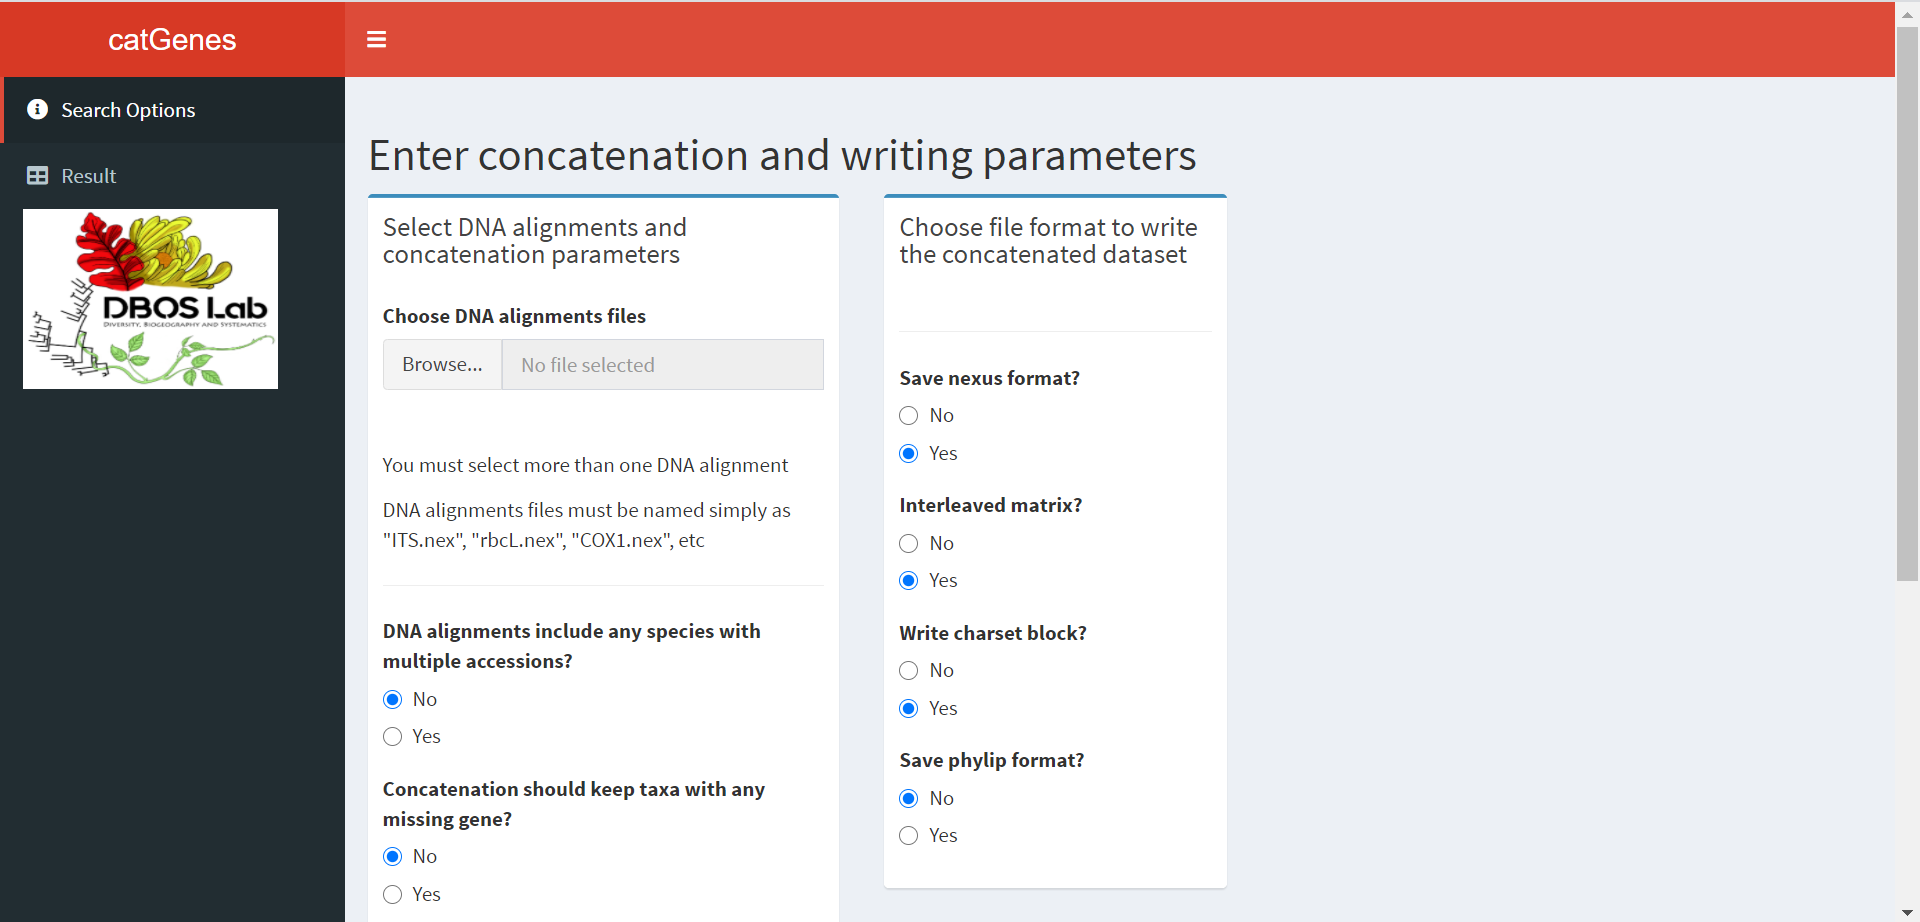 catGenes
Search Options
Result
DBOS Lab
DIVERSITY, BIOGEOGRAPHY AND SYSTEMATICS
Enter concatenation and writing parameters
Select DNA alignments and
concatenation parameters
Choose DNA alignments files
Browse...
No file selected
You must select more than one DNA alignment
DNA alignments files must be named simply as
"ITS.nex", "rbcL.nex", "COX1.nex", etc
DNA alignments include any species with
multiple accessions?
No
Yes
Concatenation should keep taxa with any
missing gene?
No
Yes
Choose file format to write
the concatenated dataset
Save nexus format?
No
Yes
Interleaved matrix?
No
Yes
Write charset block?
No
Yes
Save phylip format?
No
Yes